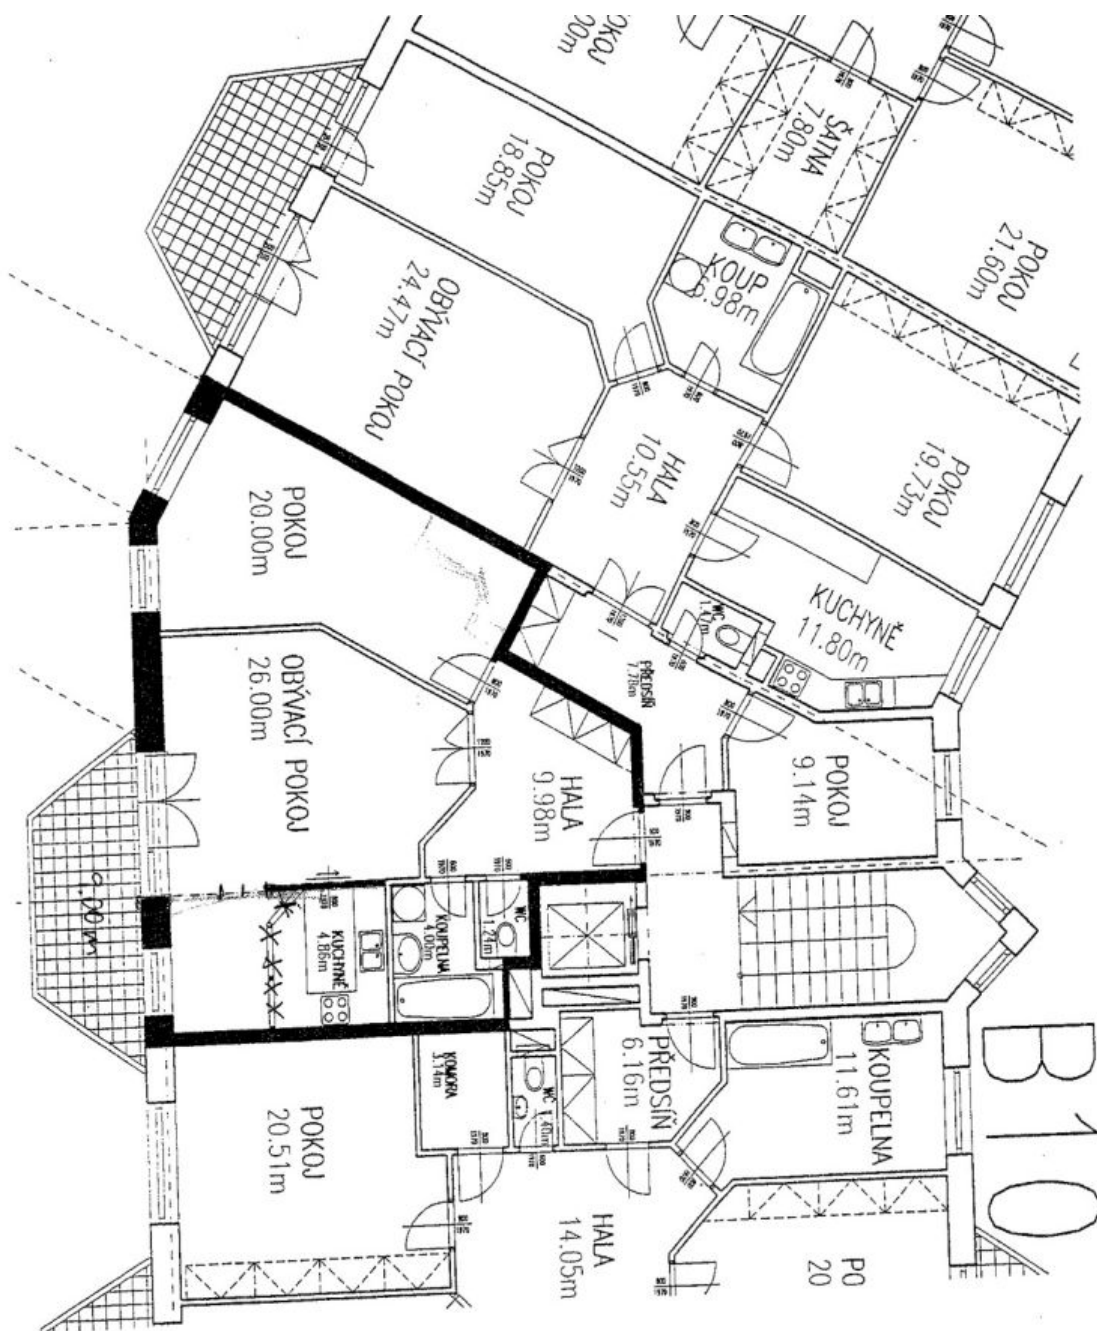 POKOJ
ŠATNA
7.80m
POKOJ
18.85m
POKOJ
21.60m
KOUP
6.98m
OBÝVACÍ POKOJ
24.47m
HALA
10.55m
POKOJ
19.73m
POKOJ
20.00m
KUCHYNĚ
11.80m
WC
PŘEDSÍŇ
7.78m
OBÝVACÍ POKOJ
26.00m
HALA
9.98m
POKOJ
9.14m
KUCHYNĚ
4.86m
KOUPELNA
4.00m
WC
1.24m
B10
POKOJ
20.51m
KOMORA
3.14m
WC 1.40m
PŘEDSÍŇ
6.16m
KOUPELNA
11.61m
HALA
14.05m
PO
20